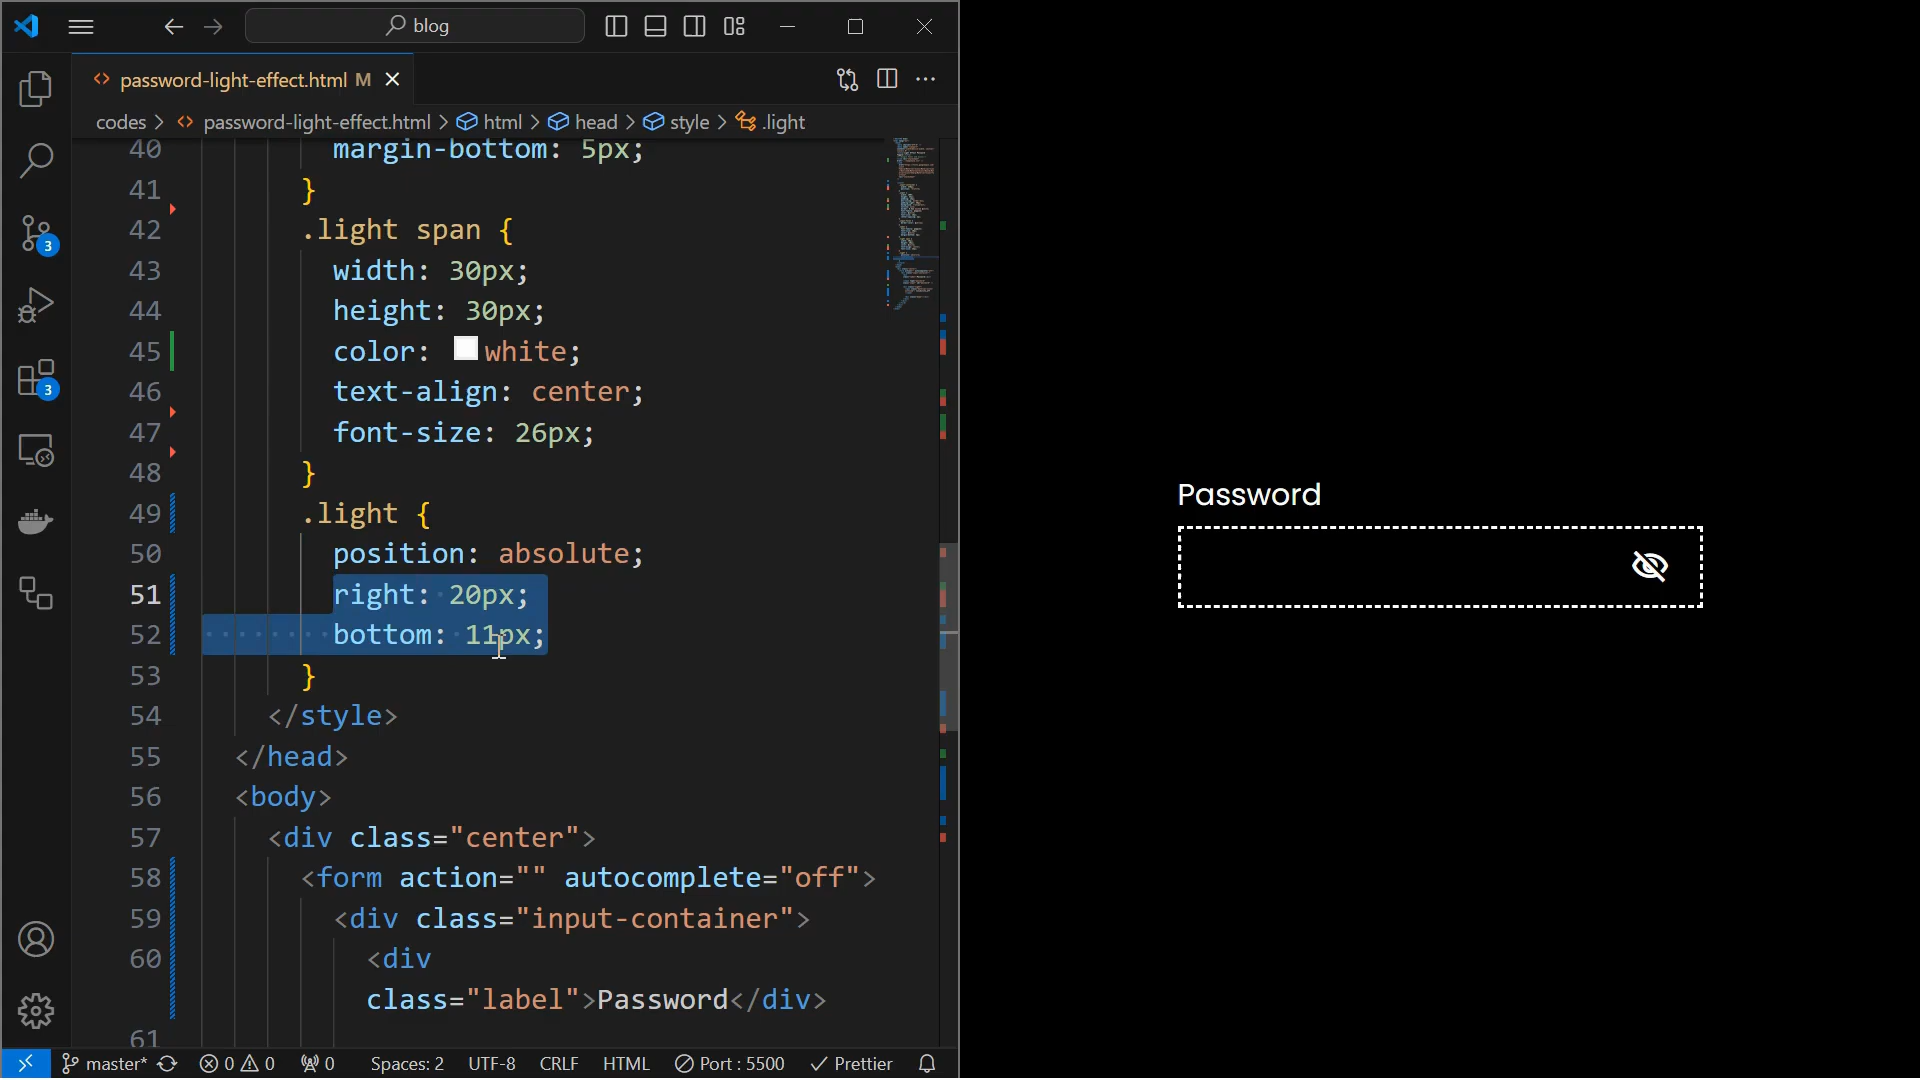 blog
password-light-effect.html M
codes > password-light-effect.html > html > head > style > .light
40 margin-bottom: 5px;
41 }
42 .light span {
43 width: 30px;
44 height: 30px;
45 color: white;
46 text-align: center;
47 font-size: 26px;
48 }
49 .light {
50 position: absolute;
51 right: 20px;
52 bottom: 11px;
53 }
54 </style>
55 </head>
56 <body>
57 <div class="center">
58 <form action="" autocomplete="off">
59 <div class="input-container">
60 <div
class="label">Password</div>
61
3
3
master* 0 0 0 Spaces: 2 UTF-8 CRLF HTML Port : 5500 Prettier
Password